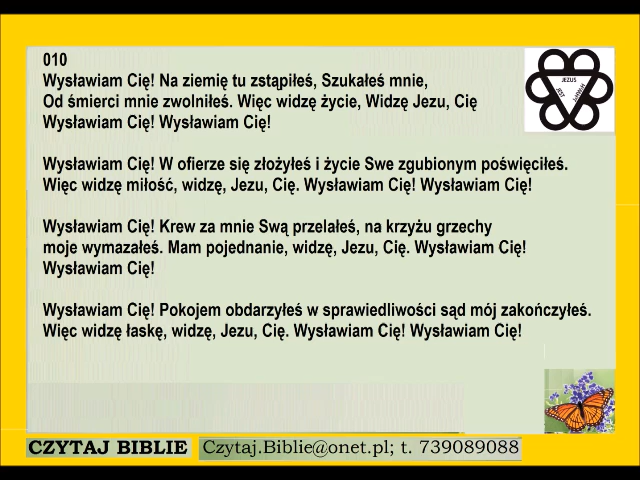 010
Wysławiam Cię! Na ziemię tu zstąpiłeś, Szukałeś mnie,
Od śmierci mnie zwolniłeś. Więc widzę życie, Widzę Jezu, Cię
Wysławiam Cię! Wysławiam Cię!
Wysławiam Cię! W ofierze się złożyłeś i życie Swe zgubionym poświęciłeś.
Więc widzę miłość, widzę, Jezu, Cię. Wysławiam Cię! Wysławiam Cię!
Wysławiam Cię! Krew za mnie Swą przelałeś, na krzyżu grzechy
moje wymazałeś. Mam pojednanie, widzę, Jezu, Cię. Wysławiam Cię!
Wysławiam Cię!
Wysławiam Cię! Pokojem obdarzyłeś w sprawiedliwości sąd mój zakończyłeś.
Więc widzę łaskę, widzę, Jezu, Cię. Wysławiam Cię! Wysławiam Cię!
JEZUS
JEST
CZYTAJ BIBLIE
Czytaj.Biblie@onet.pl; t. 739089088